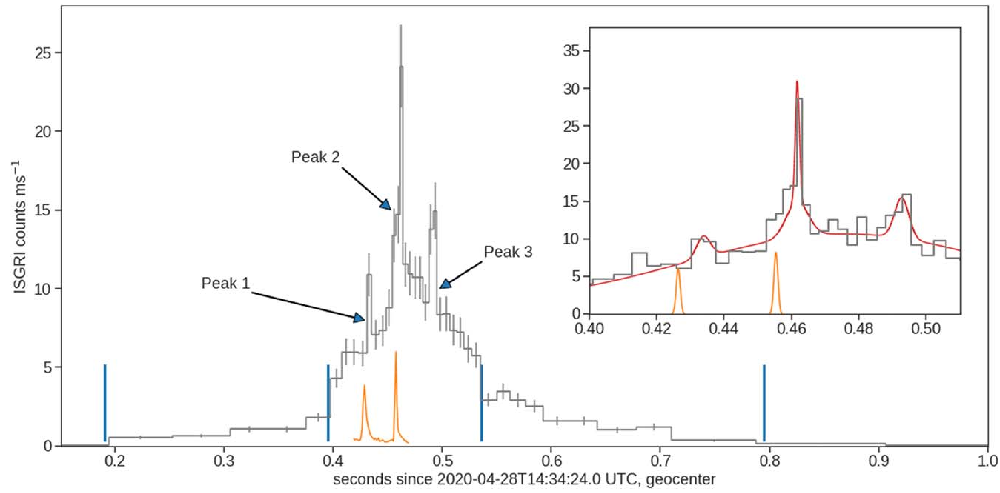 ISGRI counts ms⁻¹
25
20
15
10
5
0
Peak 2
Peak 1
Peak 3
35
30
25
20
15
10
5
0
0.40 0.42 0.44 0.46 0.48 0.50
0.2 0.3 0.4 0.5 0.6 0.7 0.8 0.9 1.0
seconds since 2020-04-28T14:34:24.0 UTC, geocenter